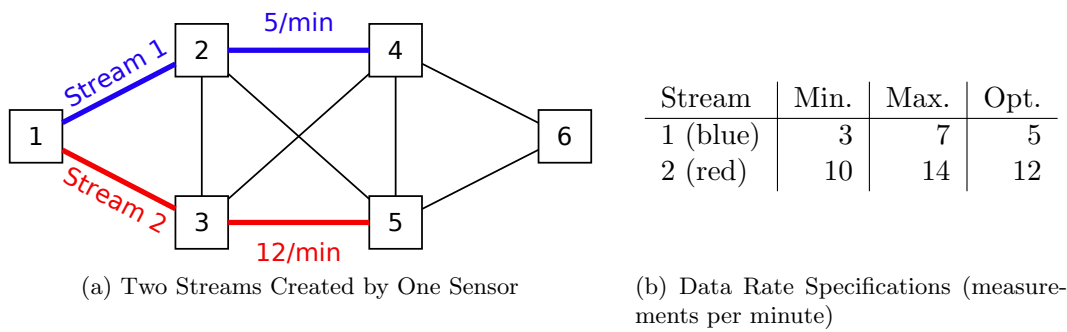 5/min
Stream 1
2
4
1
6
Stream 2
3
5
12/min
(a) Two Streams Created by One Sensor
Stream Min. Max. Opt.
1 (blue) 3 7 5
2 (red) 10 14 12
(b) Data Rate Specifications (measure-
ments per minute)